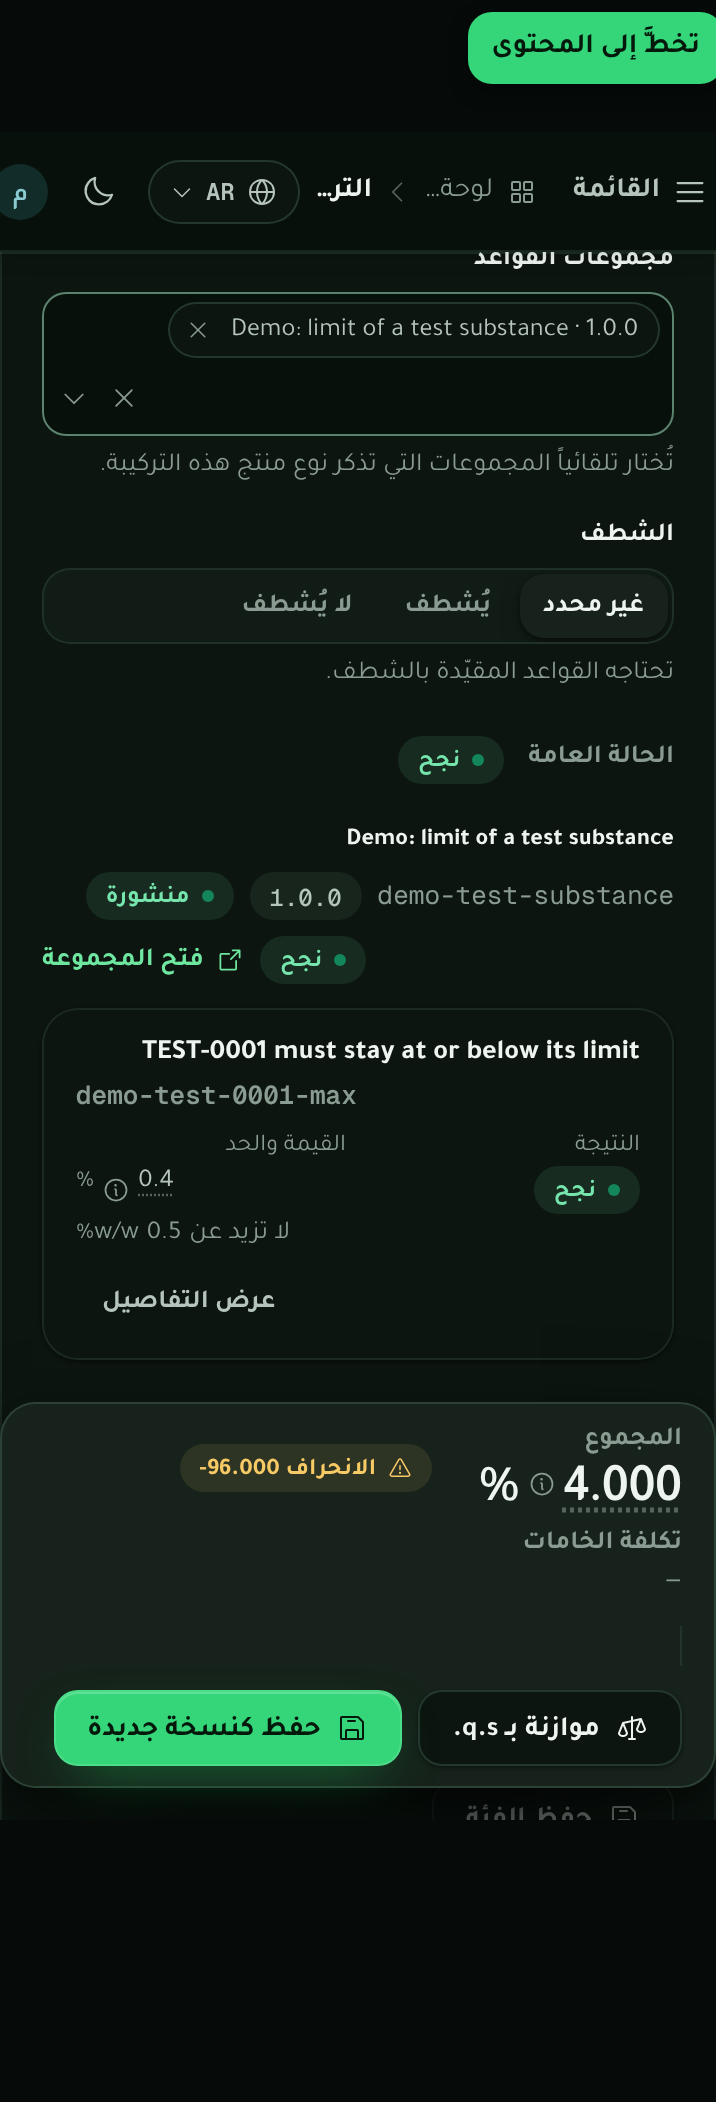 تخطَّ إلى المحتوى
القائمة
لوحة…
التر…
AR
م
مجموعات القواعد
Demo: limit of a test substance · 1.0.0
تُختار تلقائياً المجموعات التي تذكر نوع منتج هذه التركيبة.
الشطف
غير محدد
يُشطف
لا يُشطف
تحتاجه القواعد المقيّدة بالشطف.
الحالة العامة
نجح
Demo: limit of a test substance
demo-test-substance
1.0.0
منشورة
نجح
فتح المجموعة
TEST-0001 must stay at or below its limit
demo-test-0001-max
النتيجة
القيمة والحد
نجح
0.4 %
لا تزيد عن 0.5 %w/w
عرض التفاصيل
المجموع
4.000 %
الانحراف 96.000-
تكلفة الخامات
–
موازنة بـ q.s.
حفظ كنسخة جديدة
حفظ الفئة